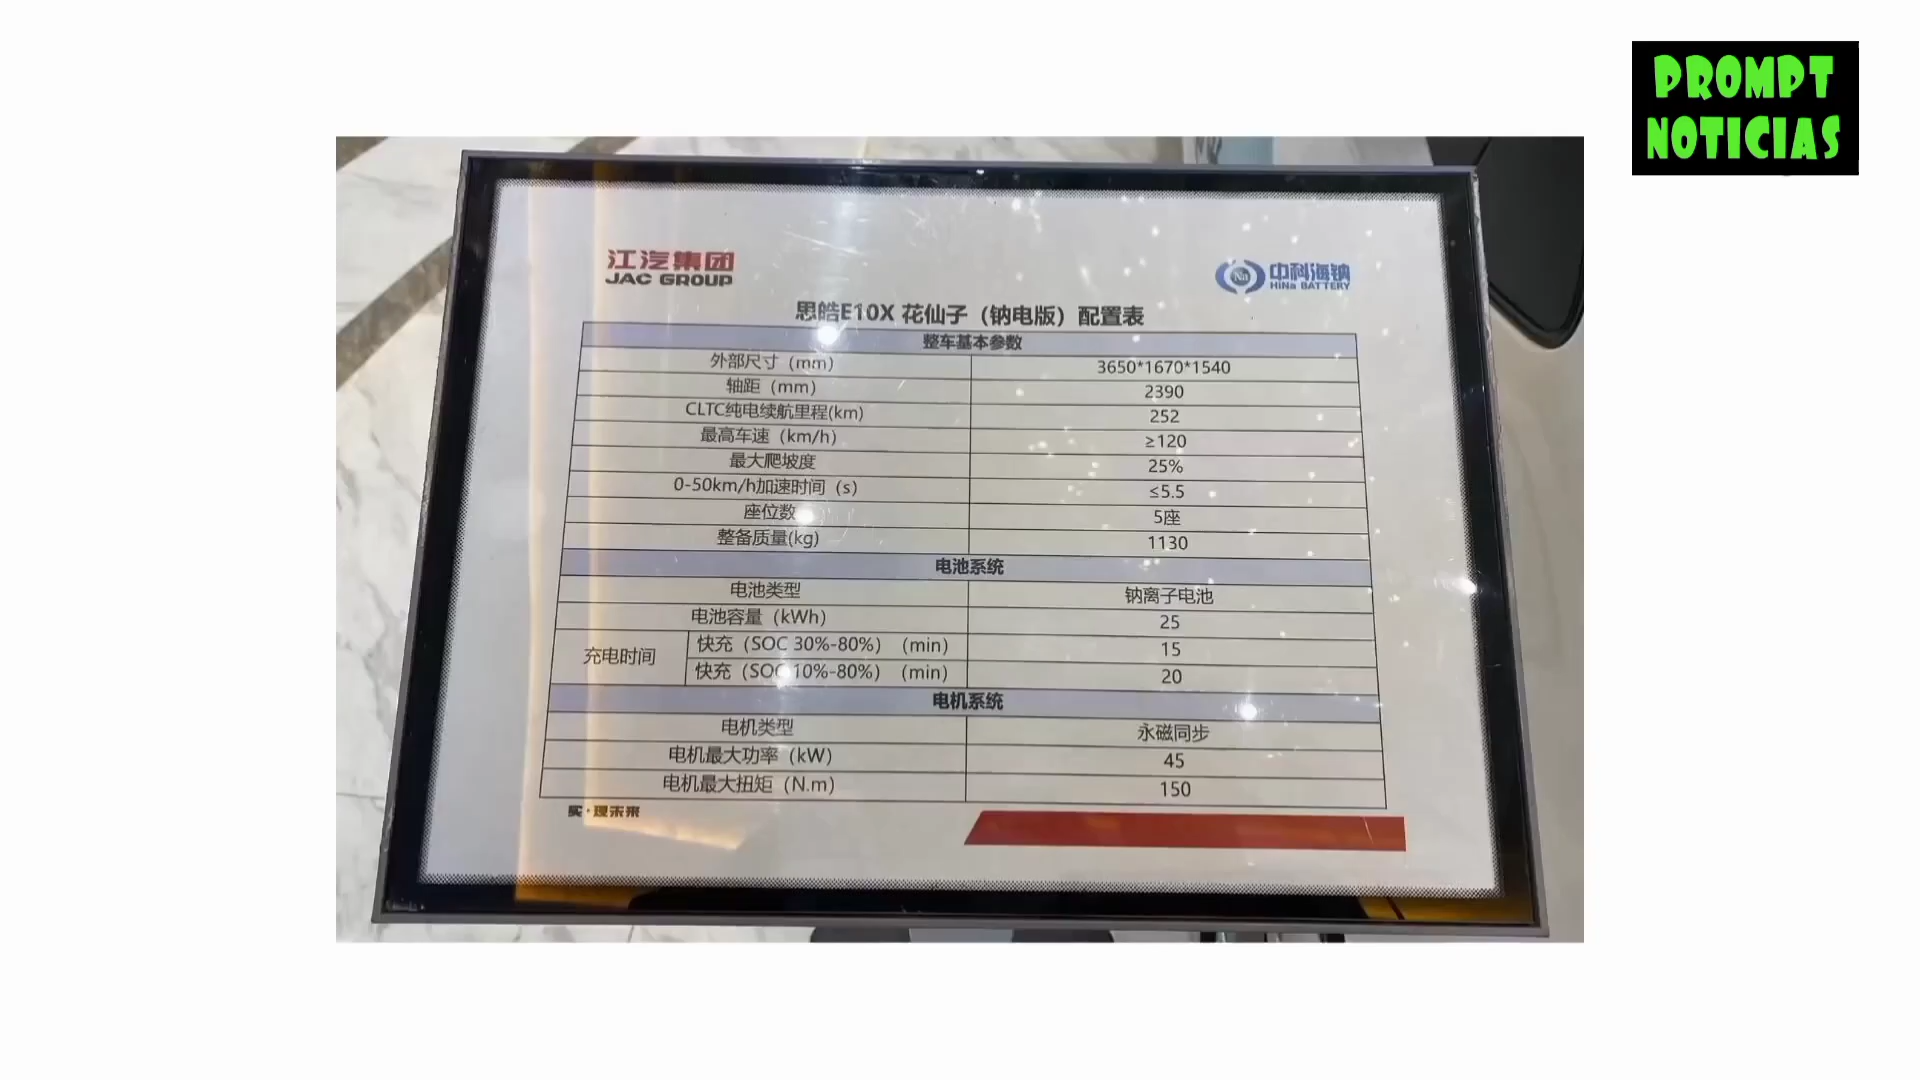 PROMPT
NOTICIAS
江汽集团
JAC GROUP
中科海钠
HiNa BATTERY
思皓E10X 花仙子（钠电版）配置表
整车基本参数
外部尺寸（mm） 3650*1670*1540
轴距（mm） 2390
CLTC纯电续航里程(km) 252
最高车速（km/h） ≥120
最大爬坡度 25%
0-50km/h加速时间（s） ≤5.5
座位数 5座
整备质量(kg) 1130
电池系统
电池类型 钠离子电池
电池容量（kWh） 25
充电时间 快充（SOC 30%-80%）（min） 15
快充（SOC 10%-80%）（min） 20
电机系统
电机类型 永磁同步
电机最大功率（kW） 45
电机最大扭矩（N.m） 150
实·现未来